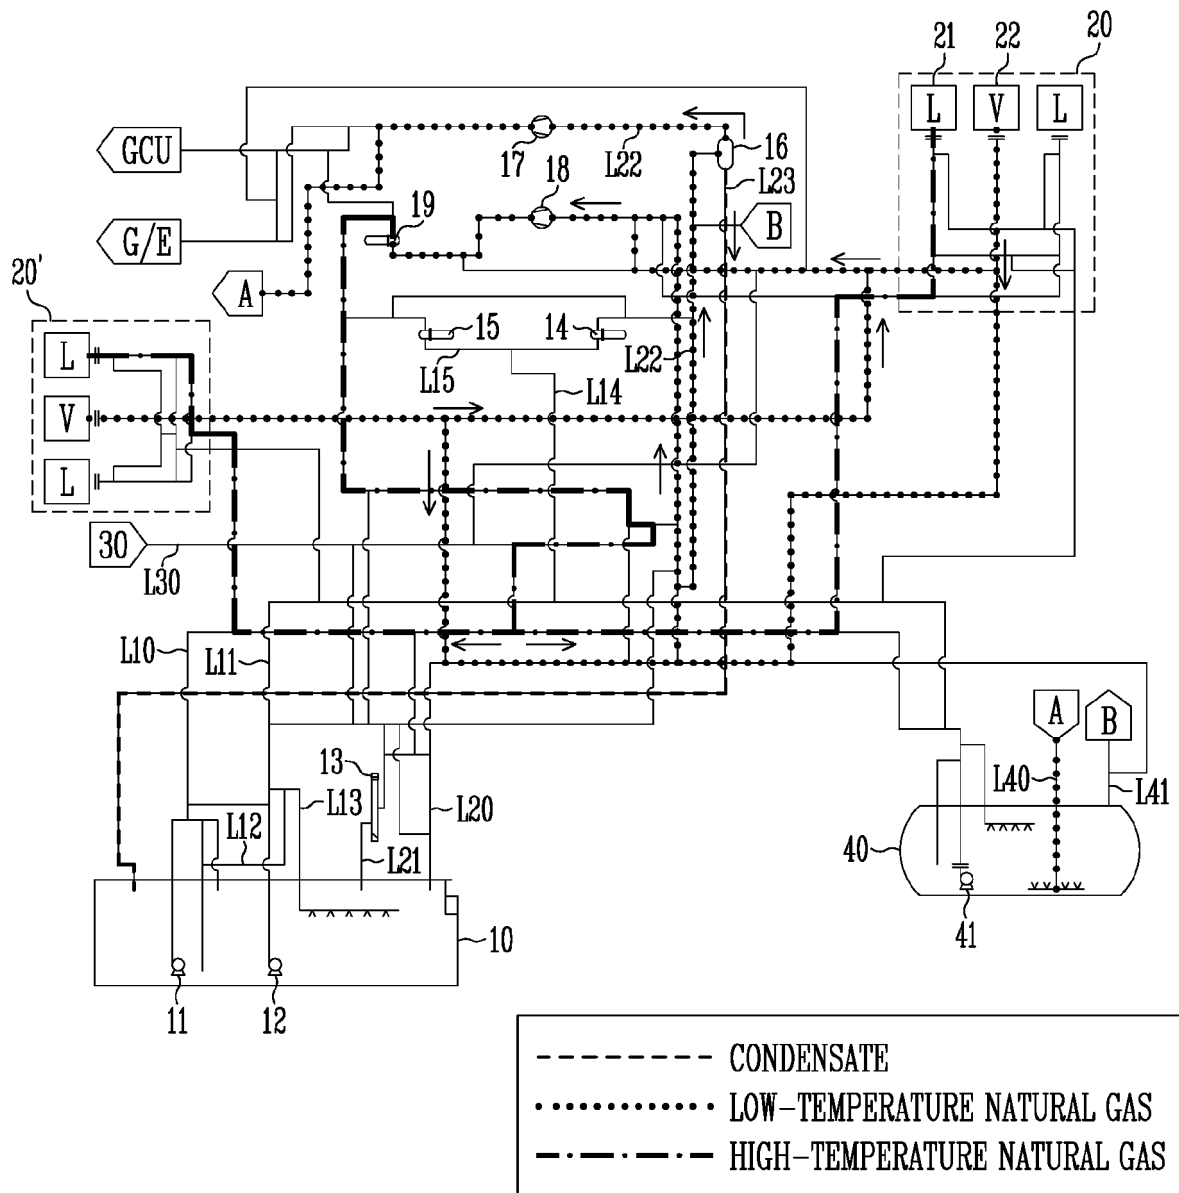 21
22
20
L
V
L
GCU
17
L22
16
L23
18
G/E
19
B
A
20'
L
V
L
15
14
L15
L22
L14
30
L30
L10
L11
13
L13
L12
L20
L21
A
B
L40
L41
40
41
10
11
12
CONDENSATE
LOW-TEMPERATURE NATURAL GAS
HIGH-TEMPERATURE NATURAL GAS